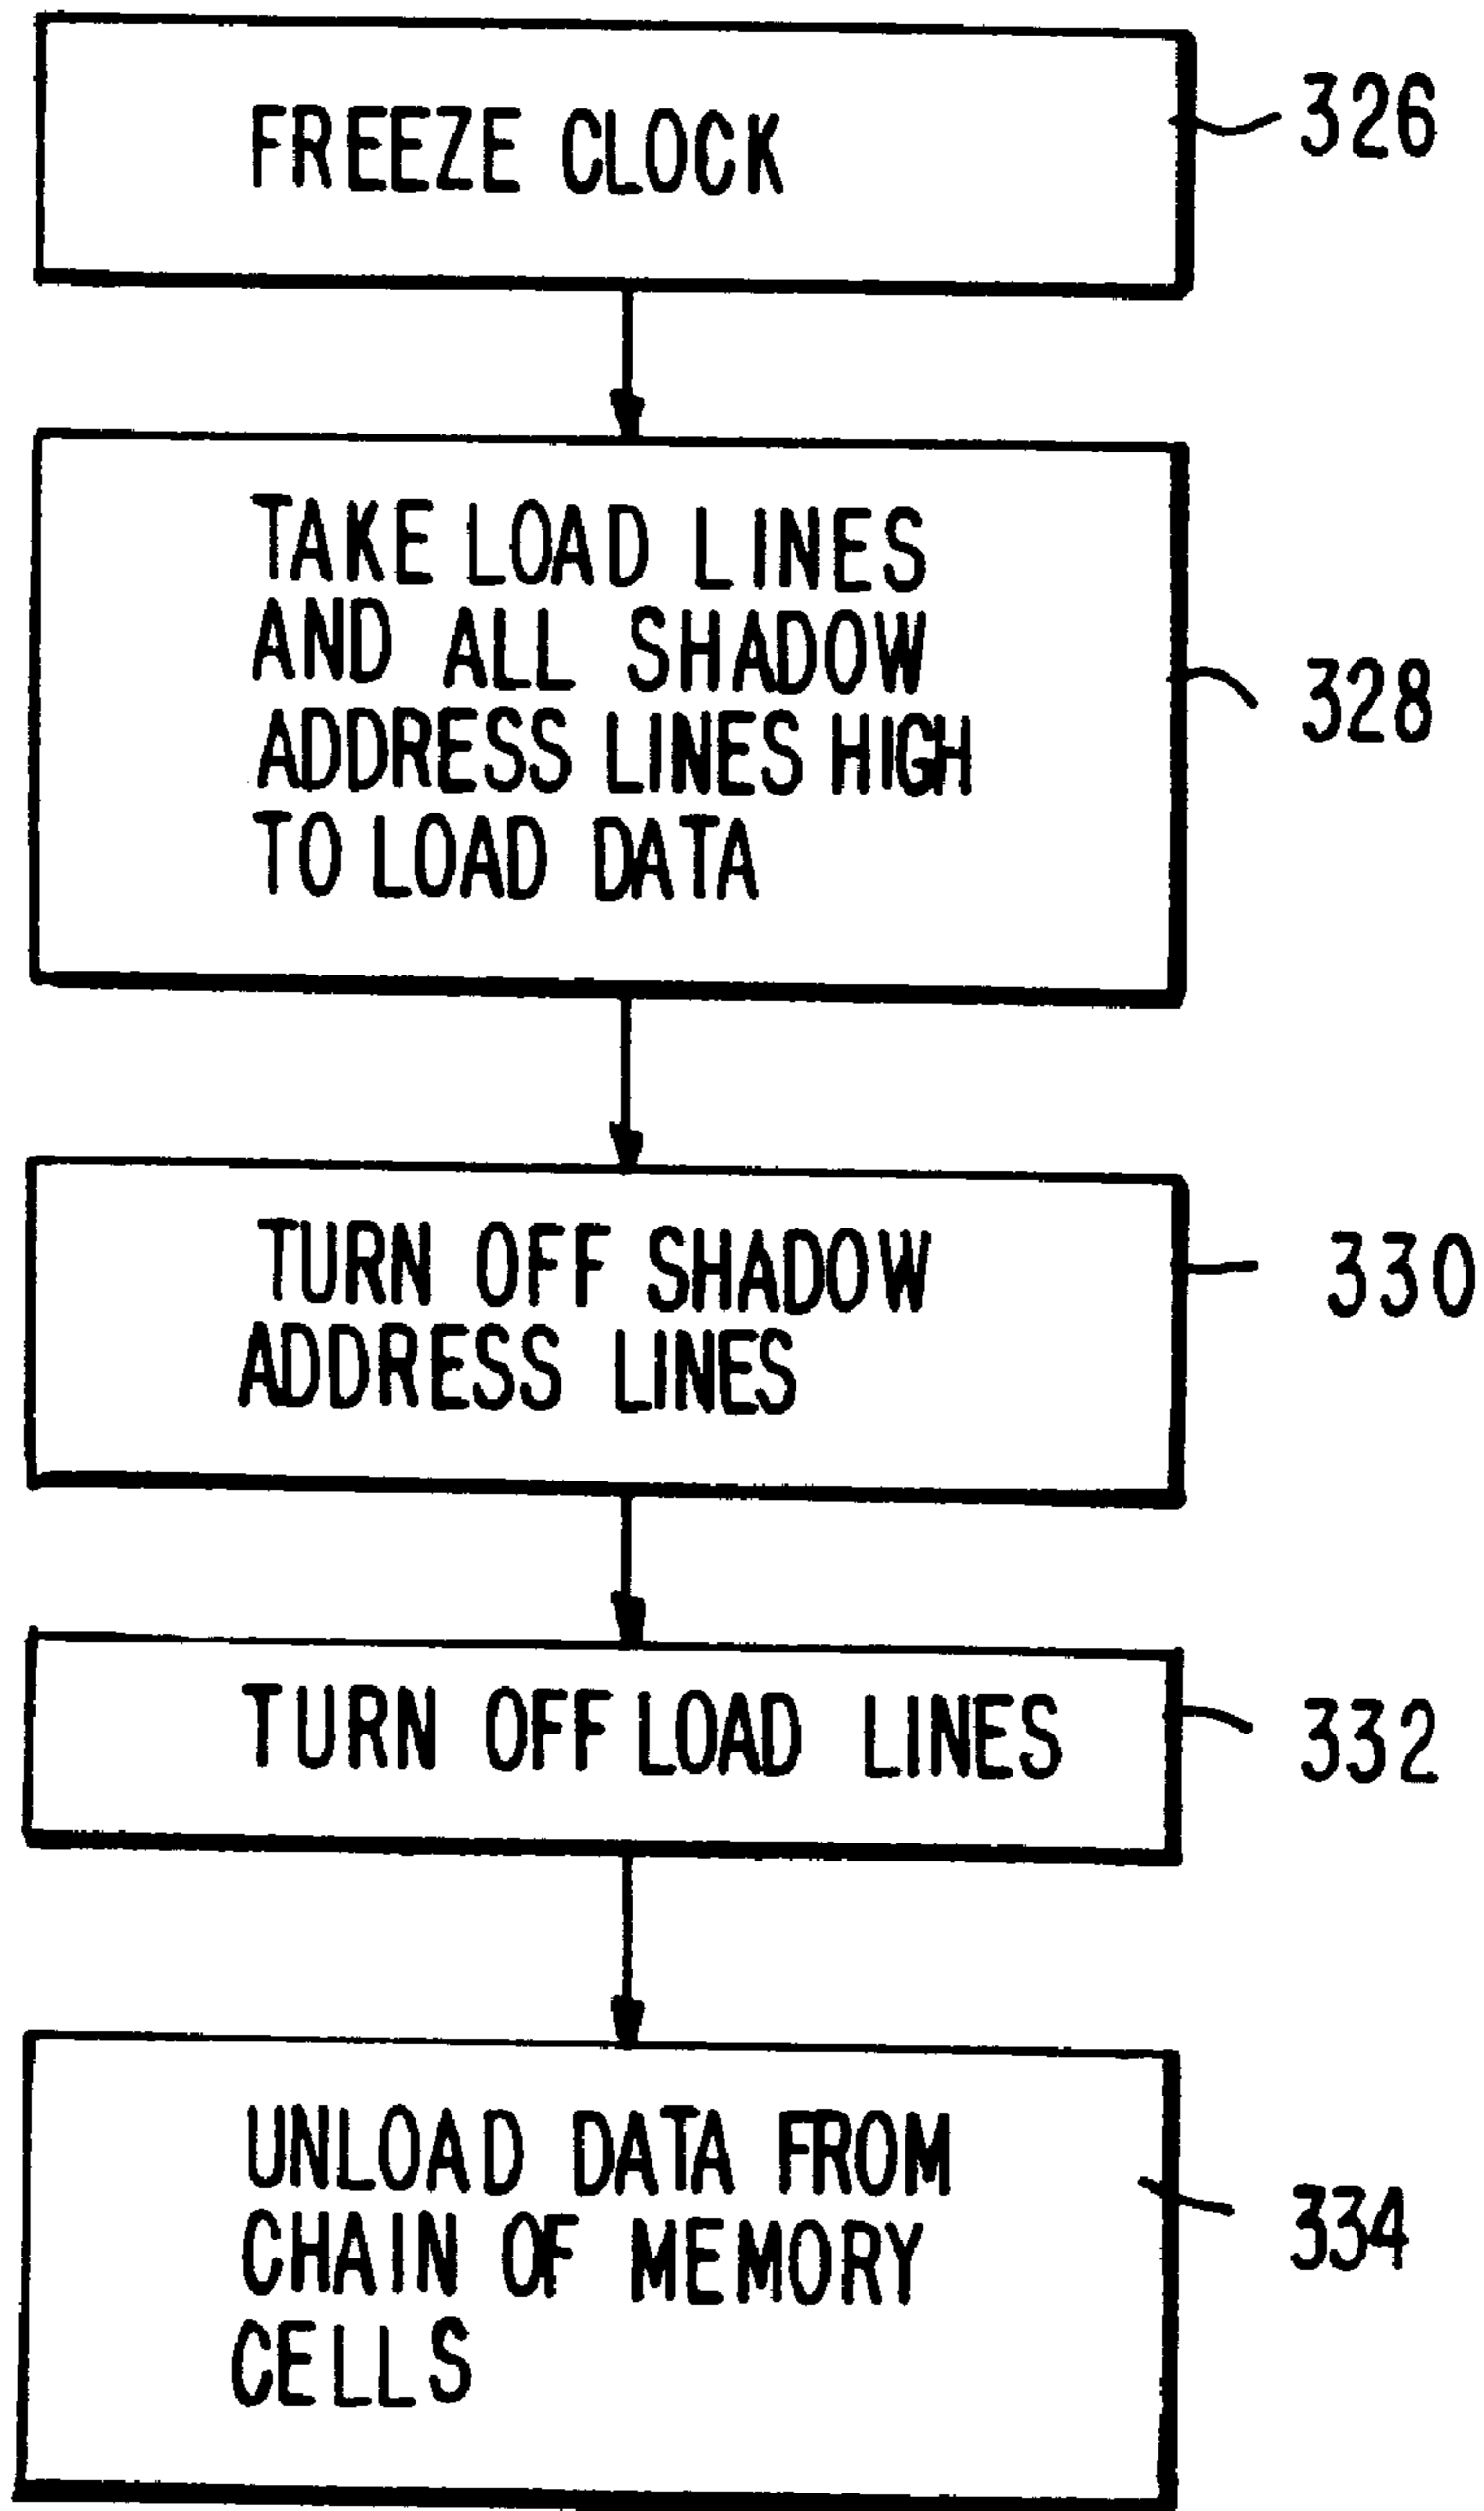 FREEZE CLOCK
326
TAKE LOAD LINES
AND ALL SHADOW
ADDRESS LINES HIGH
TO LOAD DATA
328
TURN OFF SHADOW
ADDRESS LINES
330
TURN OFF LOAD LINES
332
UNLOAD DATA FROM
CHAIN OF MEMORY
CELLS
334